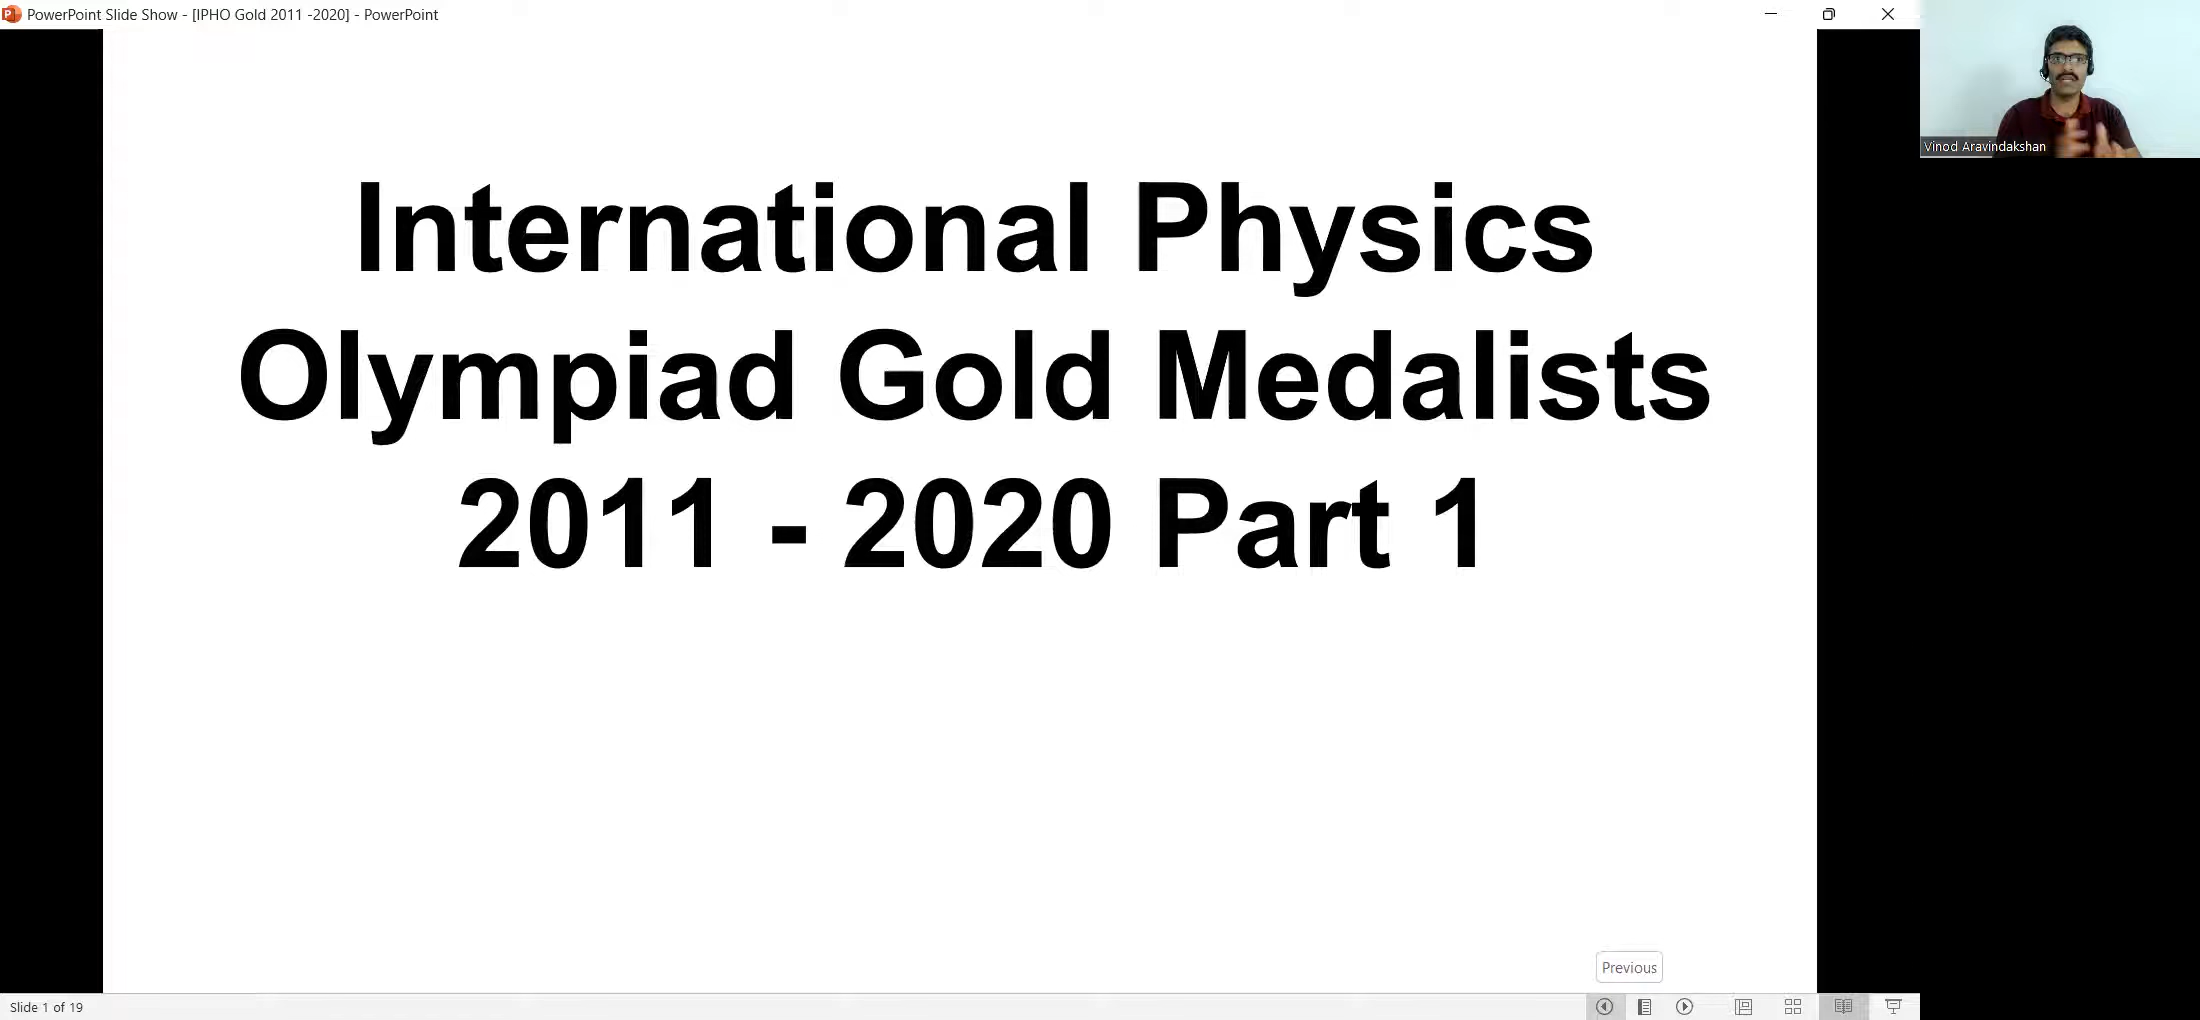 PowerPoint Slide Show - [IPHO Gold 2011 -2020] - PowerPoint
Vinod Aravindakshan
International Physics
Olympiad Gold Medalists
2011 - 2020 Part 1
Previous
Slide 1 of 19